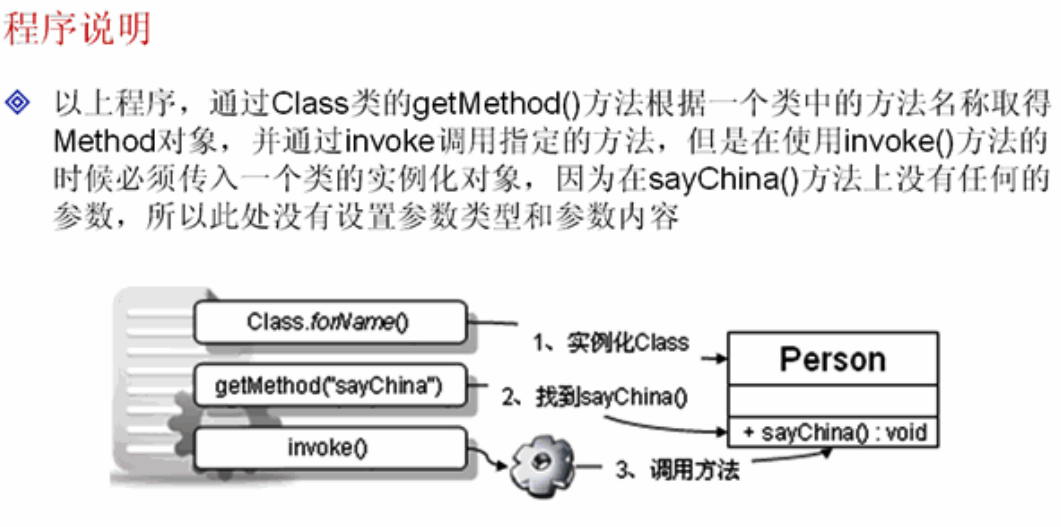 程序说明
以上程序，通过Class类的getMethod()方法根据一个类中的方法名称取得
Method对象，并通过invoke调用指定的方法，但是在使用invoke()方法的
时候必须传入一个类的实例化对象，因为在sayChina()方法上没有任何的
参数，所以此处没有设置参数类型和参数内容
Class.forName()
1、实例化Class
Person
getMethod("sayChina")
2、找到sayChina()
+ sayChina() : void
invoke()
3、调用方法